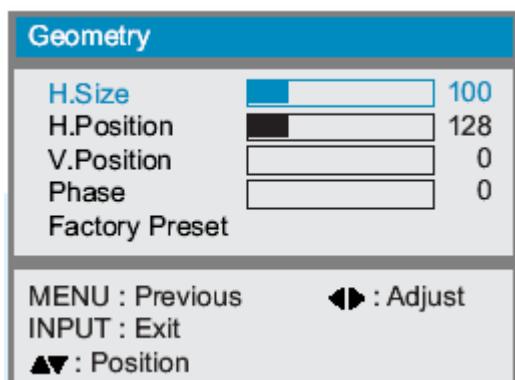 Geometry
H.Size 100
H.Position 128
V.Position 0
Phase 0
Factory Preset
MENU : Previous ◀▶ : Adjust
INPUT : Exit
▲▼ : Position